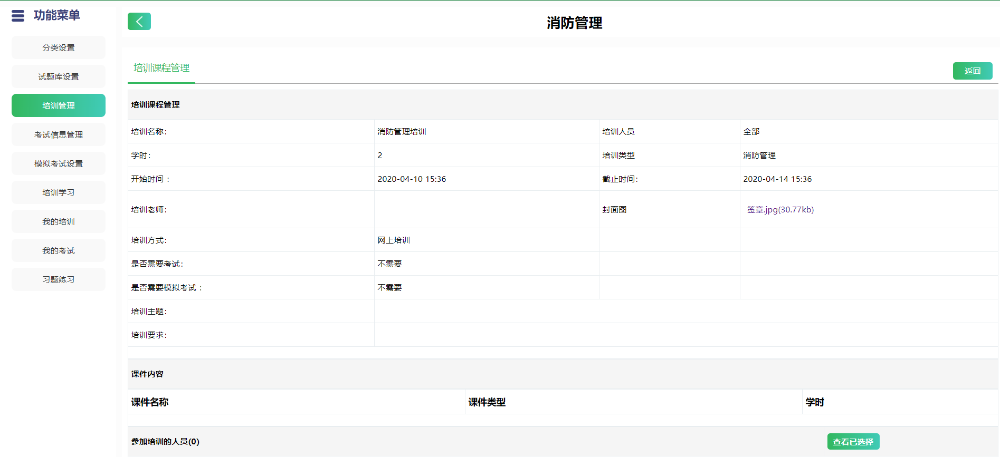 功能菜单
分类设置
试题库设置
培训管理
考试信息管理
模拟考试设置
培训学习
我的培训
我的考试
习题练习
消防管理
培训课程管理
返回
培训课程管理
培训名称: 消防管理培训 培训人员 全部
学时: 2 培训类型 消防管理
开始时间 : 2020-04-10 15:36 截止时间: 2020-04-14 15:36
培训老师: 封面图 签章.jpg(30.77kb)
培训方式: 网上培训
是否需要考试: 不需要
是否需要模拟考试 : 不需要
培训主题:
培训要求:
课件内容
课件名称 课件类型 学时
参加培训的人员(0) 查看已选择